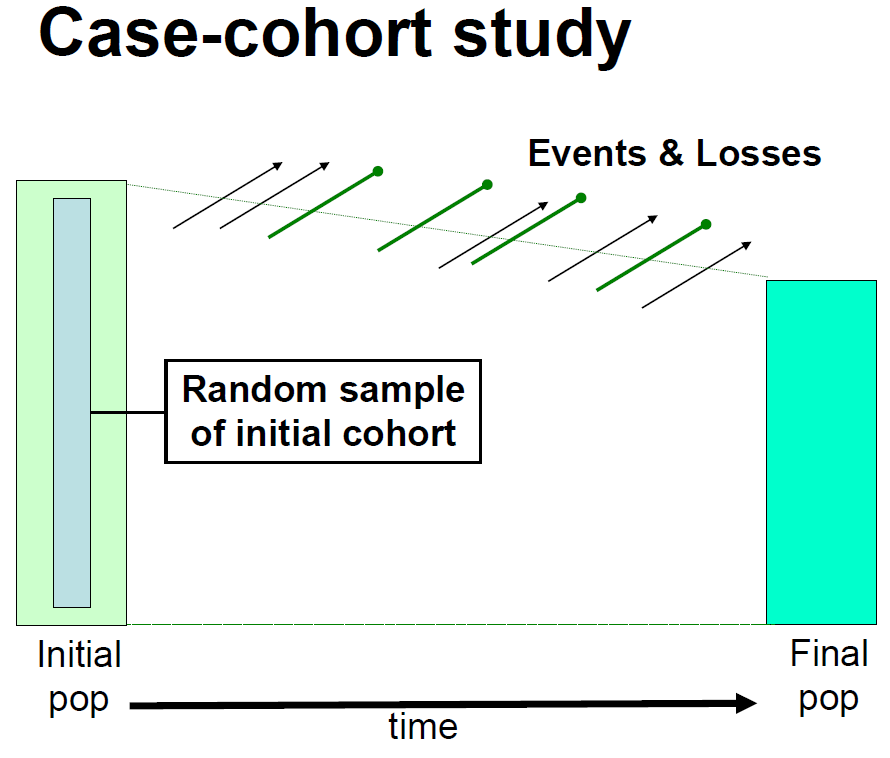 Case-cohort study
Events & Losses
Random sample
of initial cohort
Initial
pop
Final
pop
time